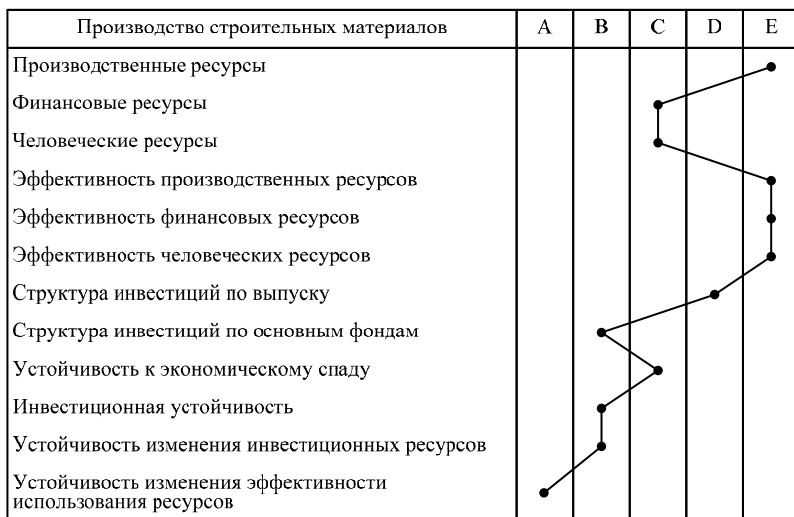 Производство строительных материалов A B C D E
Производственные ресурсы
Финансовые ресурсы
Человеческие ресурсы
Эффективность производственных ресурсов
Эффективность финансовых ресурсов
Эффективность человеческих ресурсов
Структура инвестиций по выпуску
Структура инвестиций по основным фондам
Устойчивость к экономическому спаду
Инвестиционная устойчивость
Устойчивость изменения инвестиционных ресурсов
Устойчивость изменения эффективности
использования ресурсов